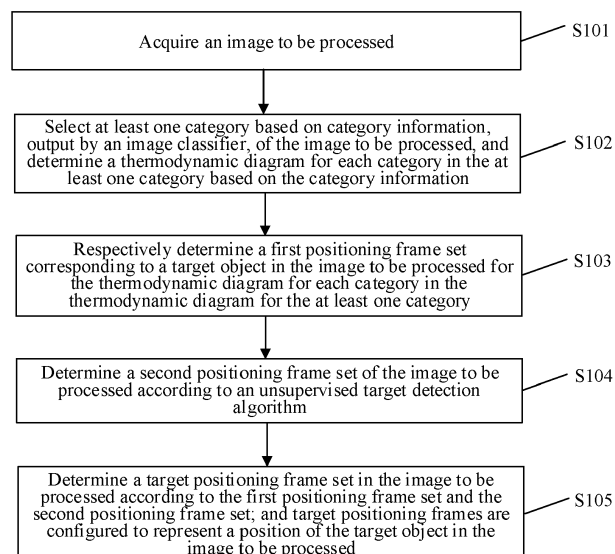 Acquire an image to be processed
S101
Select at least one category based on category information,
output by an image classifier, of the image to be processed, and
determine a thermodynamic diagram for each category in the at
least one category based on the category information
S102
Respectively determine a first positioning frame set
corresponding to a target object in the image to be processed for
the thermodynamic diagram for each category in the
thermodynamic diagram for the at least one category
S103
Determine a second positioning frame set of the image to be
processed according to an unsupervised target detection
algorithm
S104
Determine a target positioning frame set in the image to be
processed according to the first positioning frame set and the
second positioning frame set; and target positioning frames are
configured to represent a position of the target object in the
image to be processed
S105